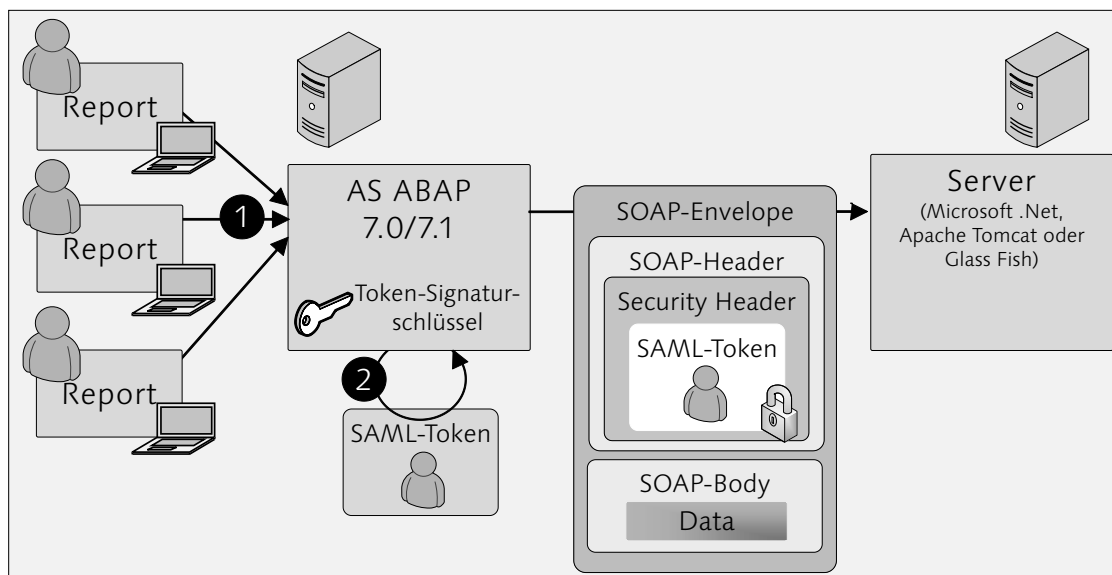 Report
Report
Report
1
AS ABAP
7.0/7.1
Token-Signatur-
schlüssel
2
SAML-Token
SOAP-Envelope
SOAP-Header
Security Header
SAML-Token
SOAP-Body
Data
Server
(Microsoft .Net,
Apache Tomcat oder
Glass Fish)